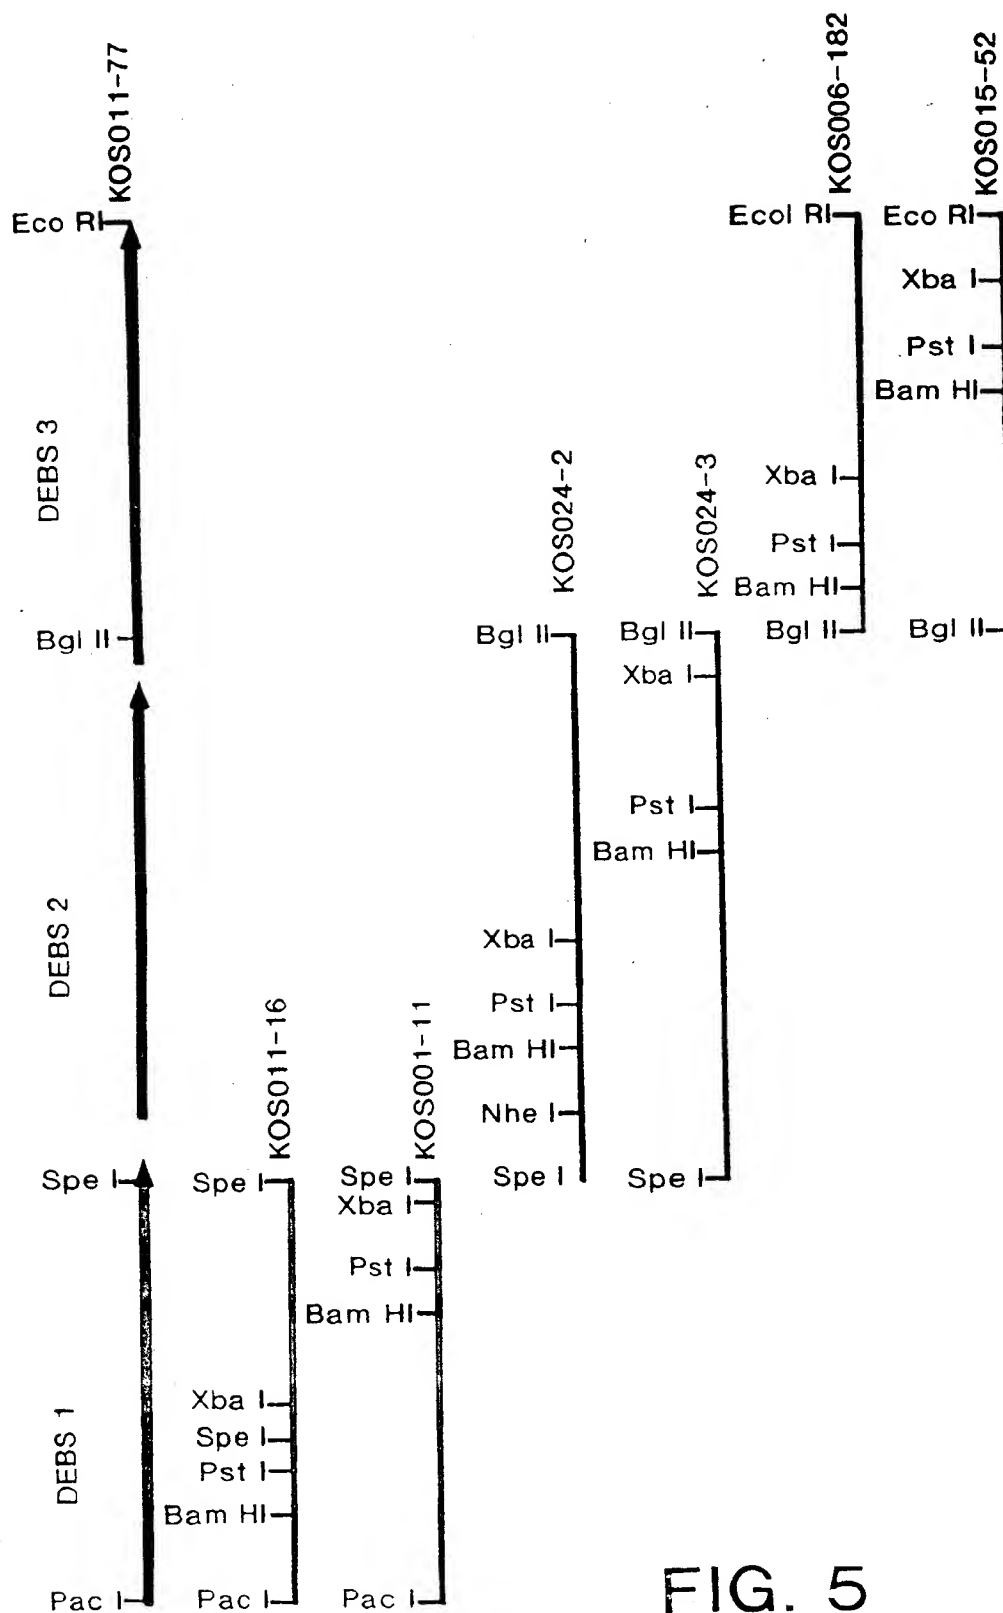 KOS011-77
Eco RI
DEBS 3
Bgl II
DEBS 2
Spe I
DEBS 1
Pac I
KOS011-16
Spe I
Xba I
Spe I
Pst I
Bam HI
Pac I
KOS001-11
Spe I
Xba I
Pst I
Bam HI
Pac I
KOS024-2
Bgl II
Xba I
Pst I
Bam HI
Nhe I
Spe I
KOS024-3
Bgl II
Xba I
Pst I
Bam HI
Spe I
KOS006-182
Ecol RI
Xba I
Pst I
Bam HI
Bgl II
KOS015-52
Eco RI
Xba I
Pst I
Bam HI
Bgl II
FIG. 5